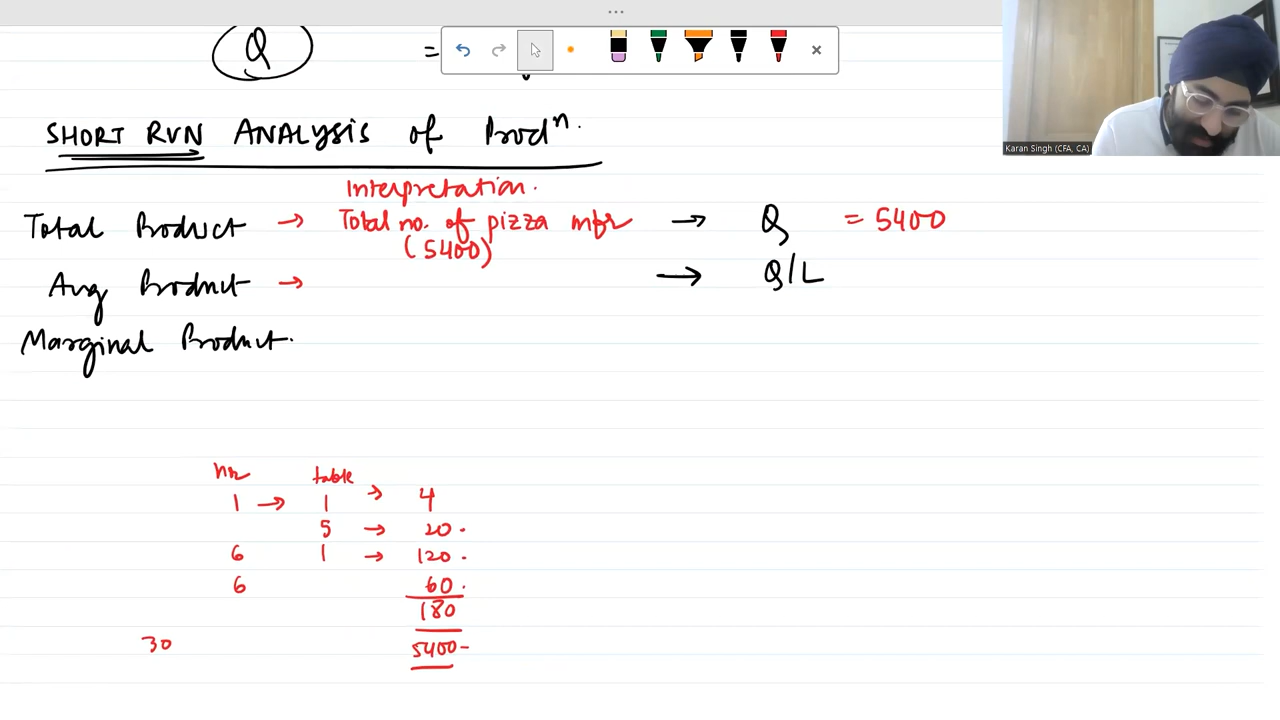 Q =
SHORT RUN ANALYSIS of Prodn.
Interpretation.
Total Product → Total no. of pizza mfr → Q = 5400
(5400)
Avg Product → → Q/L
Marginal Product.
hr table
1 → 1 → 4
5 → 20.
6 1 → 120.
6 60.
180
30 5400-
Karan Singh (CFA, CA)